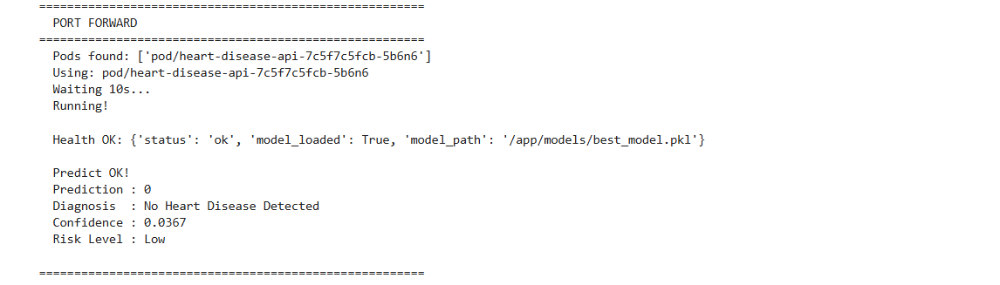 =======================================================
PORT FORWARD
=======================================================
Pods found: ['pod/heart-disease-api-7c5f7c5fcb-5b6n6']
Using: pod/heart-disease-api-7c5f7c5fcb-5b6n6
Waiting 10s...
Running!
Health OK: {'status': 'ok', 'model_loaded': True, 'model_path': '/app/models/best_model.pkl'}
Predict OK!
Prediction : 0
Diagnosis  : No Heart Disease Detected
Confidence : 0.0367
Risk Level : Low
=======================================================